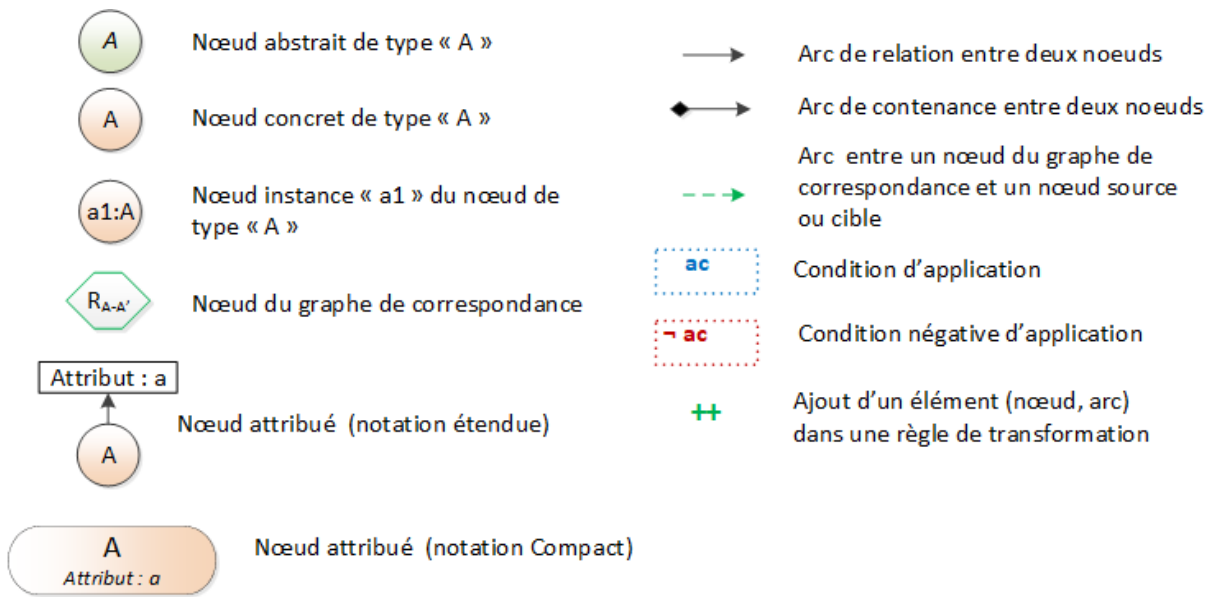 A
Nœud abstrait de type « A »
A
Nœud concret de type « A »
a1:A
Nœud instance « a1 » du nœud de
type « A »
RA-A'
Nœud du graphe de correspondance
Attribut : a
A
Nœud attribué (notation étendue)
A
Attribut : a
Nœud attribué (notation Compact)
Arc de relation entre deux noeuds
Arc de contenance entre deux noeuds
Arc entre un nœud du graphe de
correspondance et un nœud source
ou cible
ac
Condition d'application
¬ ac
Condition négative d'application
++
Ajout d'un élément (nœud, arc)
dans une règle de transformation